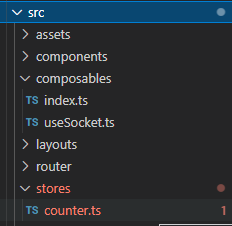 src
assets
components
composables
TS index.ts
TS useSocket.ts
layouts
router
stores
TS counter.ts 1